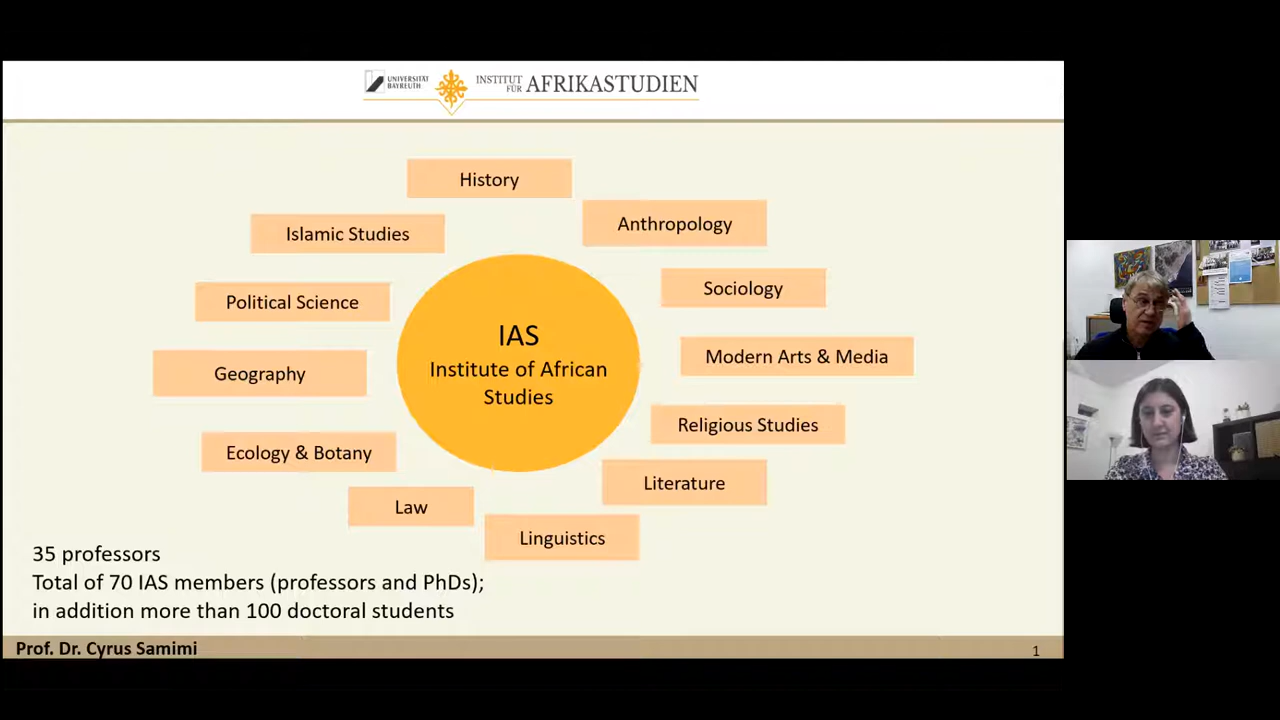 UNIVERSITÄT
BAYREUTH
INSTITUT
FÜR
AFRIKASTUDIEN
History
Anthropology
Islamic Studies
Sociology
Political Science
IAS
Institute of African
Studies
Modern Arts & Media
Geography
Religious Studies
Ecology & Botany
Literature
Law
Linguistics
35 professors
Total of 70 IAS members (professors and PhDs);
in addition more than 100 doctoral students
Prof. Dr. Cyrus Samimi
1